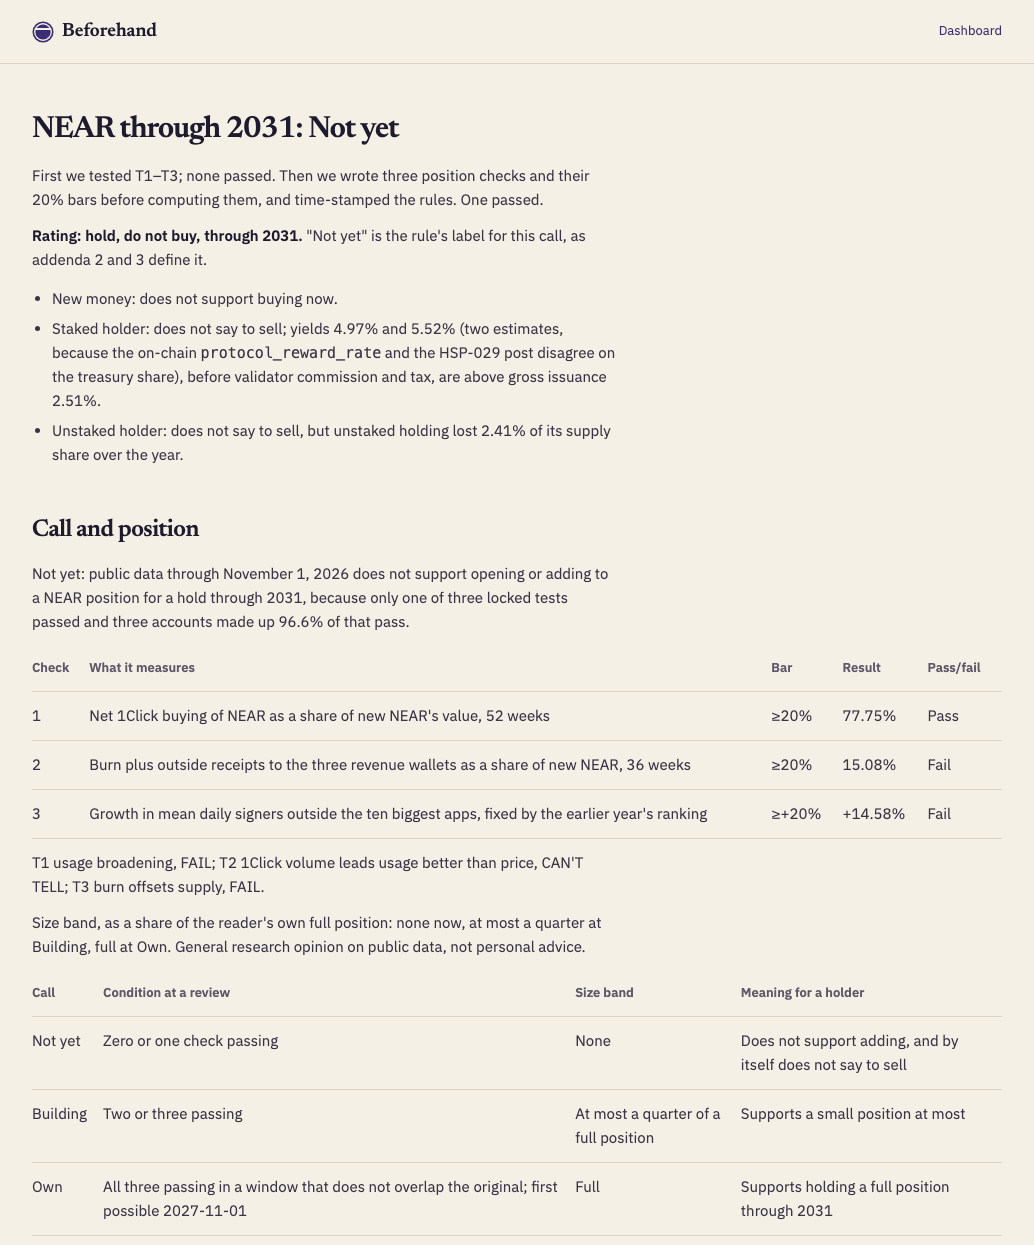 Beforehand
Dashboard
NEAR through 2031: Not yet
First we tested T1–T3; none passed. Then we wrote three position checks and their
20% bars before computing them, and time-stamped the rules. One passed.
Rating: hold, do not buy, through 2031. "Not yet" is the rule's label for this call, as
addenda 2 and 3 define it.
• New money: does not support buying now.
• Staked holder: does not say to sell; yields 4.97% and 5.52% (two estimates,
because the on-chain protocol_reward_rate and the HSP-029 post disagree on
the treasury share), before validator commission and tax, are above gross issuance
2.51%.
• Unstaked holder: does not say to sell, but unstaked holding lost 2.41% of its supply
share over the year.
Call and position
Not yet: public data through November 1, 2026 does not support opening or adding to
a NEAR position for a hold through 2031, because only one of three locked tests
passed and three accounts made up 96.6% of that pass.
Check What it measures Bar Result Pass/fail
1 Net 1Click buying of NEAR as a share of new NEAR's value, 52 weeks ≥20% 77.75% Pass
2 Burn plus outside receipts to the three revenue wallets as a share of new NEAR, 36 weeks ≥20% 15.08% Fail
3 Growth in mean daily signers outside the ten biggest apps, fixed by the earlier year's ranking ≥+20% +14.58% Fail
T1 usage broadening, FAIL; T2 1Click volume leads usage better than price, CAN'T
TELL; T3 burn offsets supply, FAIL.
Size band, as a share of the reader's own full position: none now, at most a quarter at
Building, full at Own. General research opinion on public data, not personal advice.
Call Condition at a review Size band Meaning for a holder
Not yet Zero or one check passing None Does not support adding, and by
itself does not say to sell
Building Two or three passing At most a quarter of a Supports a small position at most
full position
Own All three passing in a window that does not overlap the original; first Full Supports holding a full position
possible 2027-11-01 through 2031